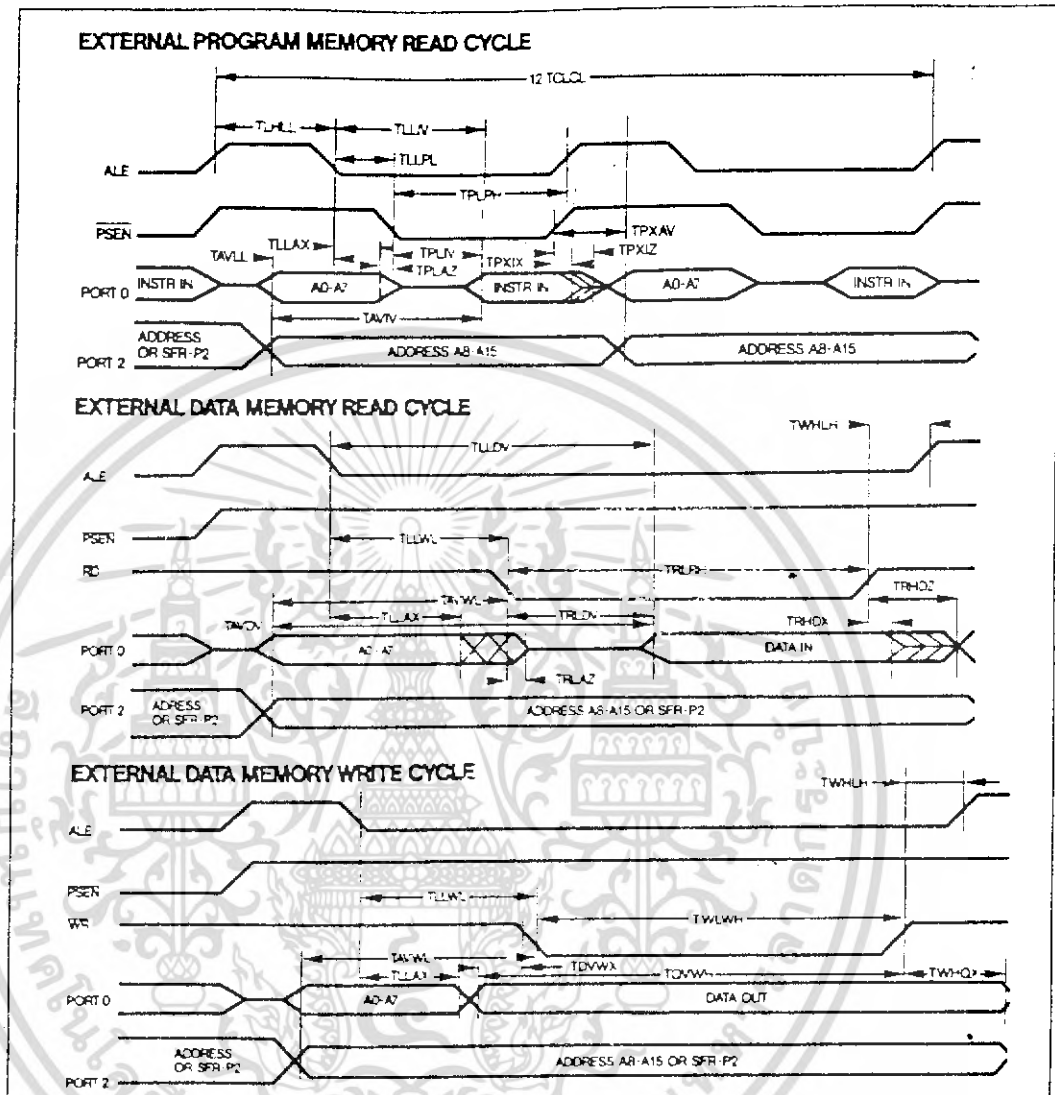 EXTERNAL PROGRAM MEMORY READ CYCLE
12 TCLCL
TLHLL
TLLIV
ALE
TLLPL
TPLPH
PSEN
TPXAV
TLLAX
TPLIV
TPXIZ
TAVLL
TPLAZ
TPXIX
PORT 0
INSTR IN
A0-A7
INSTR IN
A0-A7
INSTR IN
TAVIV
ADDRESS
OR SFR-P2
ADDRESS A8-A15
ADDRESS A8-A15
PORT 2
EXTERNAL DATA MEMORY READ CYCLE
TWHLH
TLLDV
ALE
PSEN
TLLWL
RD
TRLRH
TRHDZ
TAVWL
TAVDV
TLLAX
TRLDV
TRHDX
PORT 0
A0-A7
DATA IN
TRLAZ
PORT 2
ADRESS
OR SFR-P2
ADDRESS A8-A15 OR SFR-P2
EXTERNAL DATA MEMORY WRITE CYCLE
TWHLH
ALE
PSEN
TLLWL
WR
TWLWH
TAVWL
TLLAX
TQVWX
TQVWH
TWHQX
PORT 0
A0-A7
DATA OUT
ADDRESS
OR SFR-P2
ADDRESS A8-A15 OR SFR-P2
PORT 2